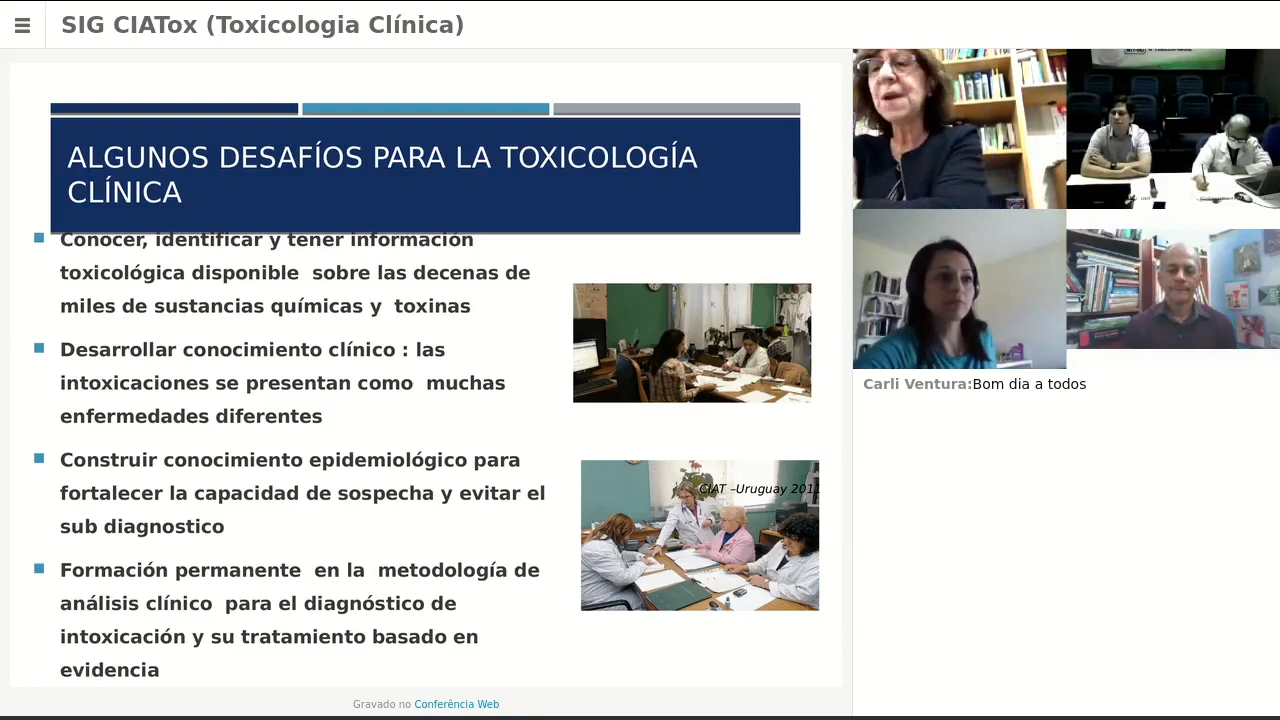 SIG CIATox (Toxicologia Clínica)
ALGUNOS DESAFÍOS PARA LA TOXICOLOGÍA
CLÍNICA
Conocer, identificar y tener información
toxicológica disponible sobre las decenas de
miles de sustancias químicas y toxinas
Desarrollar conocimiento clínico : las
intoxicaciones se presentan como muchas
enfermedades diferentes
Construir conocimiento epidemiológico para
fortalecer la capacidad de sospecha y evitar el
sub diagnostico
Formación permanente en la metodología de
análisis clínico para el diagnóstico de
intoxicación y su tratamiento basado en
evidencia
CIAT –Uruguay 2011
Gravado no Conferência Web
Carli Ventura:Bom dia a todos